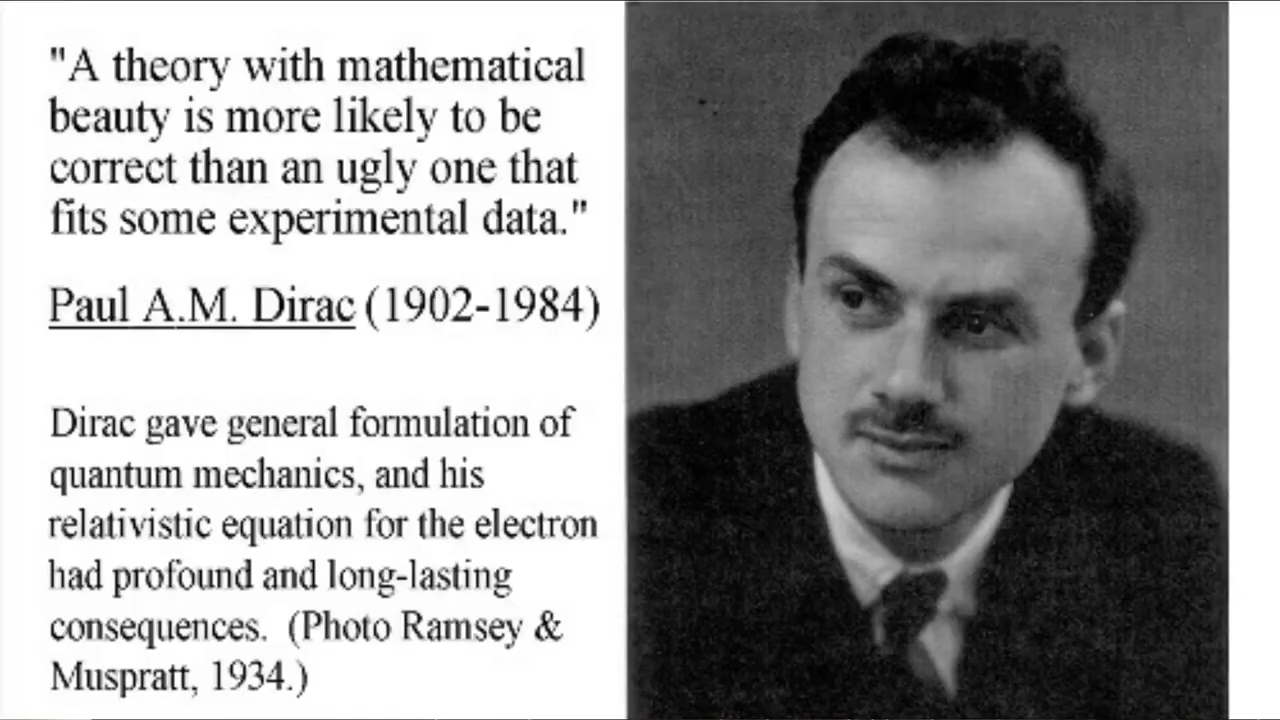 "A theory with mathematical
beauty is more likely to be
correct than an ugly one that
fits some experimental data."
Paul A.M. Dirac (1902-1984)
Dirac gave general formulation of
quantum mechanics, and his
relativistic equation for the electron
had profound and long-lasting
consequences.  (Photo Ramsey &
Muspratt, 1934.)